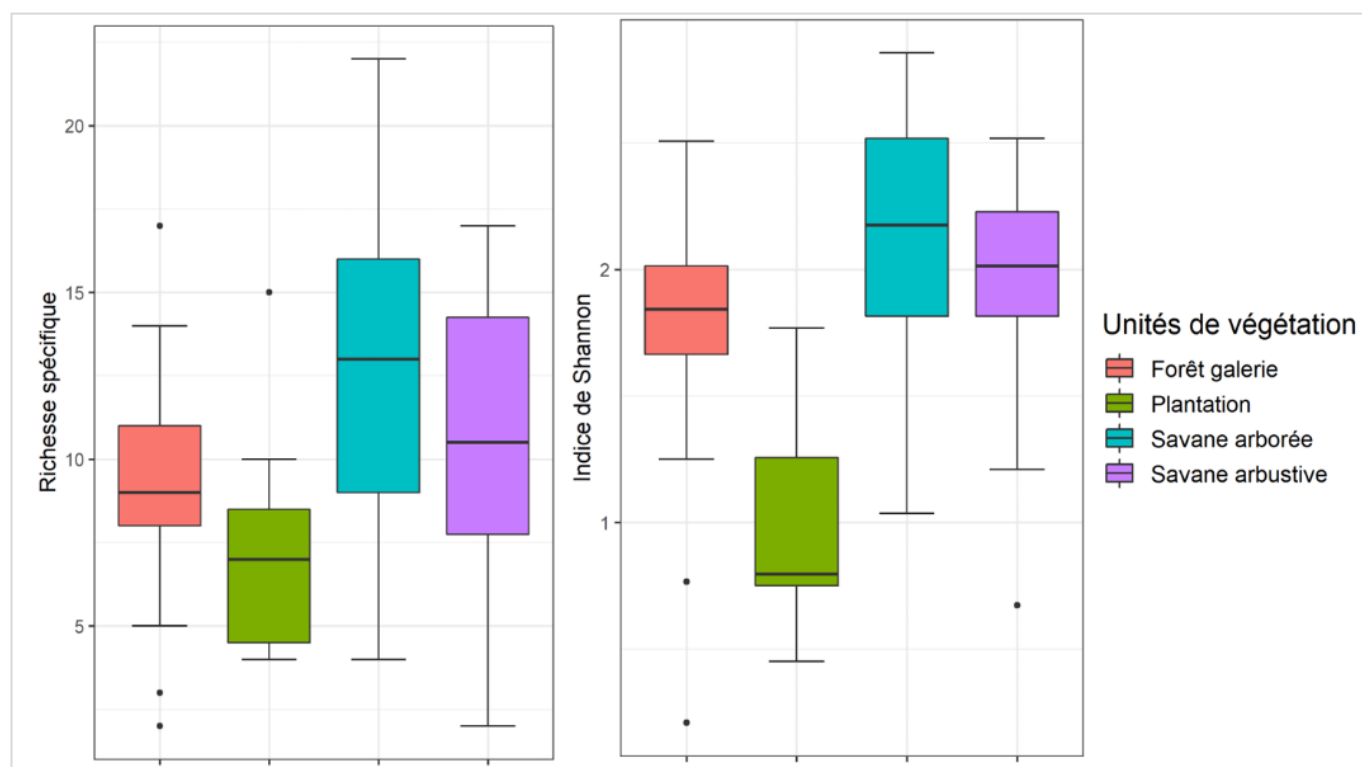 Richesse spécifique
20
15
10
5
Indice de Shannon
2
1
Unités de végétation
Forêt galerie
Plantation
Savane arborée
Savane arbustive